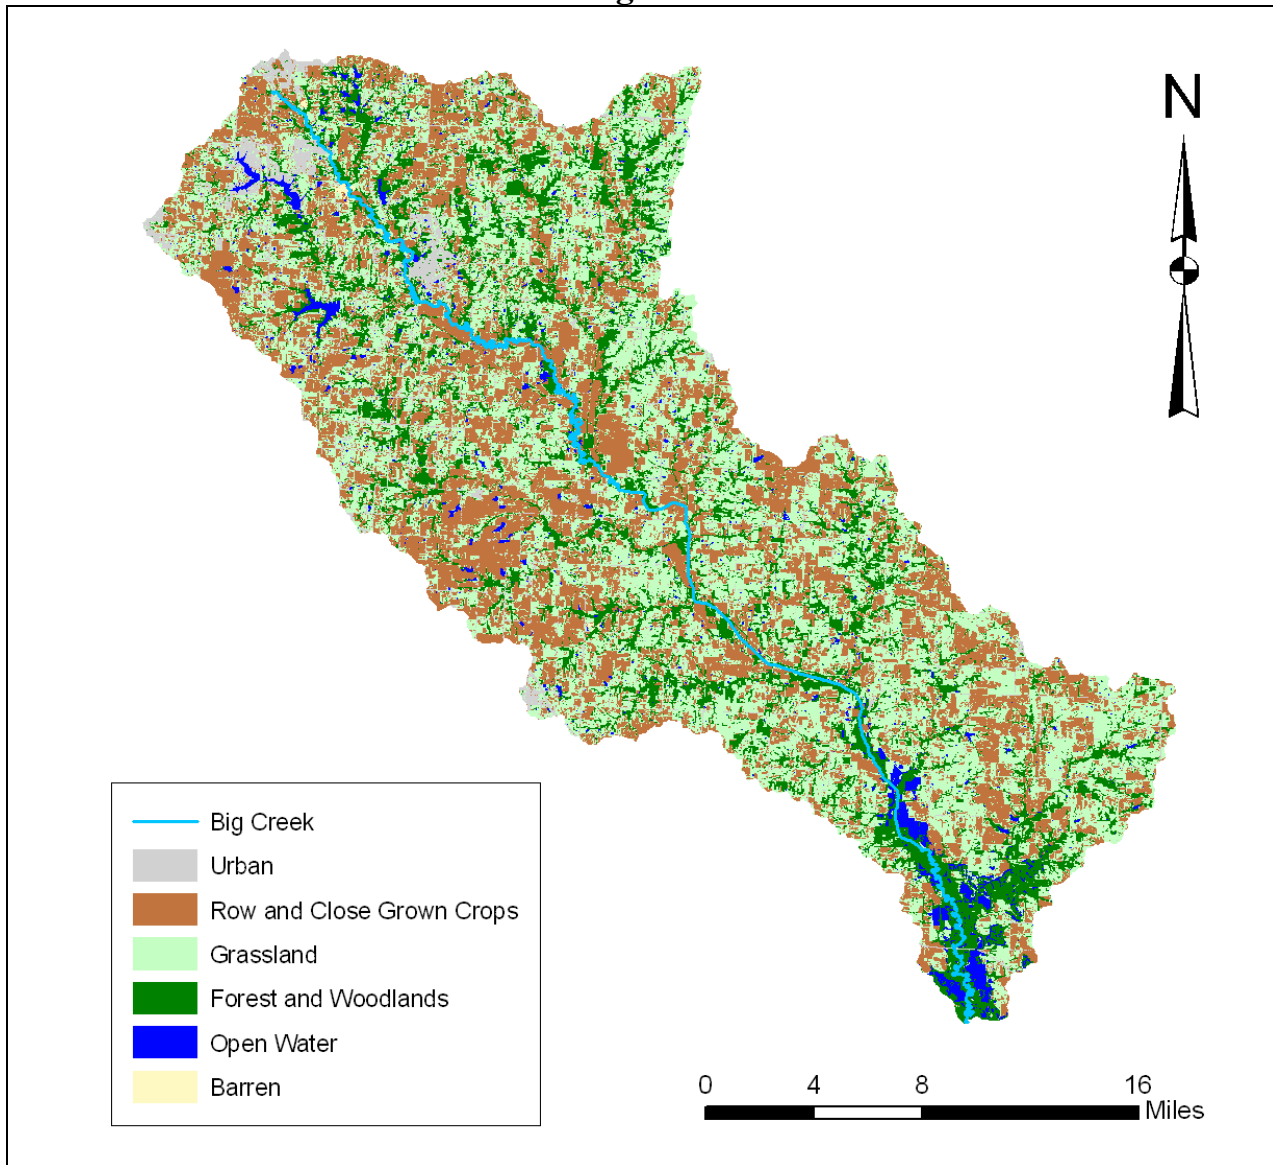 N
Big Creek
Urban
Row and Close Grown Crops
Grassland
Forest and Woodlands
Open Water
Barren
0 4 8 16
Miles